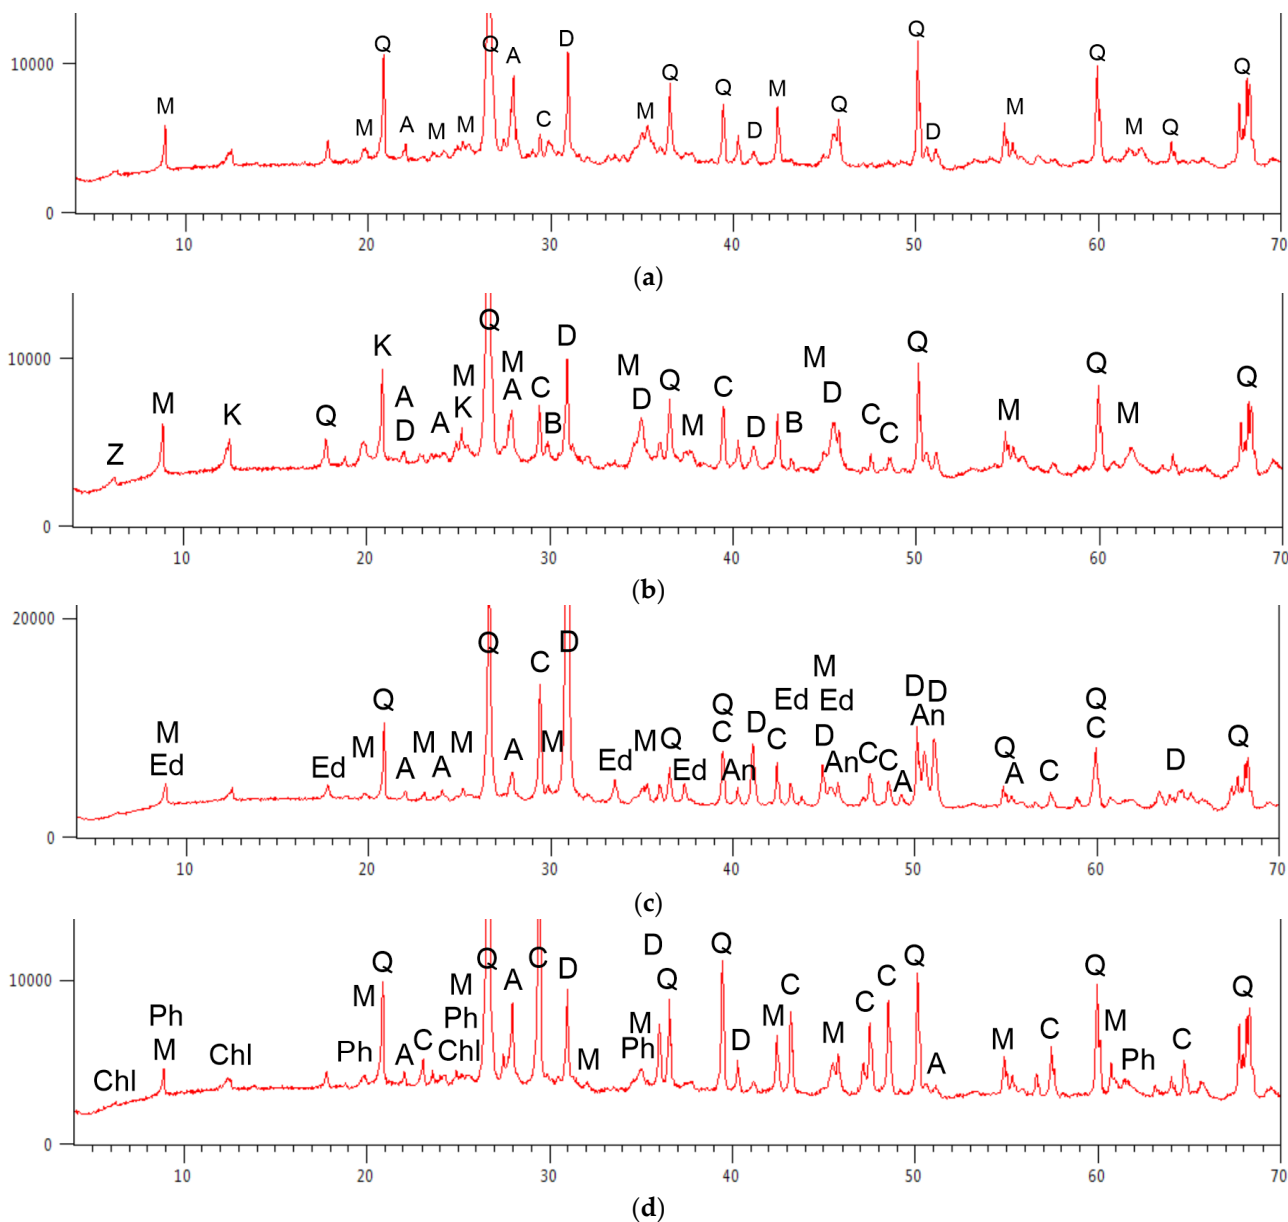 Q Q D
10000 A Q Q Q Q
M M A M M C M Q D M Q D M M Q
0
10 20 30 40 50 60 70
(a)
Q
10000 K M D M Q Q Q
M K Q A M A C M D Q C M D M M
Z D A K B M D B C C
0
10 20 30 40 50 60 70
(b)
20000
Q C D M D D
M Q Ed Q Ed An Q
Ed Ed M A M A M A M Ed M Q Ed C An D C D An C C A Q A C C D Q
0
10 20 30 40 50 60 70
(c)
Q Q C D Q Q Q
10000 M M A D Q C C C Q
Ph M Ph M C
M Chl Ph A C Chl M Ph D M M A M C Ph
Chl
0
10 20 30 40 50 60 70
(d)